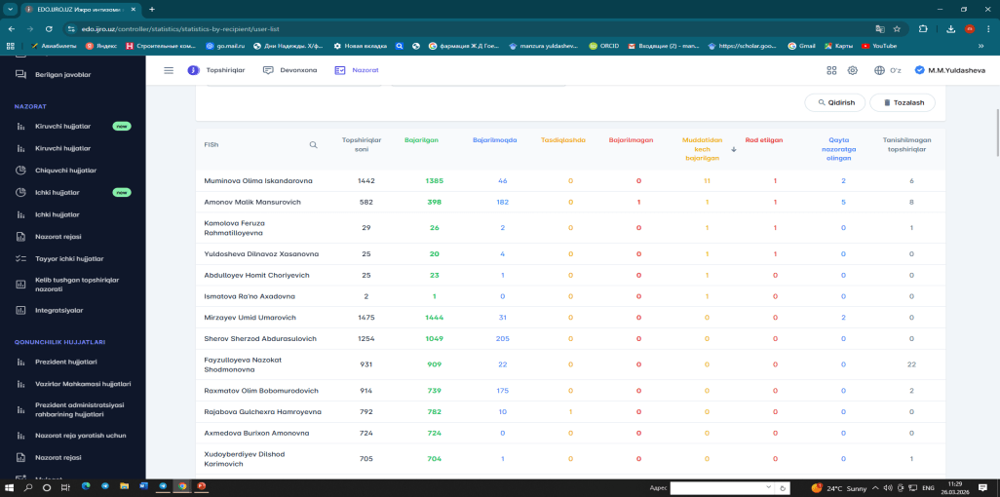 EDO.IJRO.UZ Ижро интизоми
edo.ijro.uz/controller/statistics/statistics-by-recipient/user-list
Авиабилеты
Яндекс
Строительные ком...
go.mail.ru
Дни Надежды. Х/ф...
Новая вкладка
фармация Ж Д Гое...
manzura yuldashev...
ORCID
Входящие (2) - man...
https://scholar.goo...
Gmail
Карты
YouTube
Berilgan javoblar
NAZORAT
Kiruvchi hujjatlar new
Kiruvchi hujjatlar
Chiquvchi hujjatlar
Ichki hujjatlar new
Ichki hujjatlar
Nazorat rejasi
Tayyor ichki hujjatlar
Kelib tushgan topshiriqlar
nazorati
Integratsiyalar
QONUNCHILIK HUJJATLARI
Prezident hujjatlari
Vazirlar Mahkamasi hujjatlari
Prezident administratsiyasi
rahbarining hujjatlari
Nazorat reja yaratish uchun
Nazorat rejasi
Topshiriqlar
Devonxona
Nazorat
O'z
M.M.Yuldasheva
Qidirish
Tozalash
FISh
Topshiriqlar
soni
Bajarilgan
Bajarilmoqda
Tasdiqlashda
Bajarilmagan
Muddatidan
kech
bajarilgan
Rad etilgan
Qayta
nazoratga
olingan
Tanishilmagan
topshiriqlar
Muminova Olima Iskandarovna 1442 1385 46 0 0 11 1 2 6
Amonov Malik Mansurovich 582 398 182 0 1 1 1 5 8
Kamolova Feruza
Rahmatilloyevna 29 26 2 0 0 1 1 0 1
Yuldosheva Dilnavoz Xasanovna 25 20 4 0 0 1 1 0 0
Abdulloyev Homit Choriyevich 25 23 1 0 0 1 0 0 0
Ismatova Ra'no Axadovna 2 1 0 0 0 1 0 0 0
Mirzayev Umid Umarovich 1475 1444 31 0 0 0 0 2 0
Sherov Sherzod Abdurasulovich 1254 1049 205 0 0 0 0 0 0
Fayzulloyeva Nazokat
Shodmonovna 931 909 22 0 0 0 0 0 22
Raxmatov Olim Bobomurodovich 914 739 175 0 0 0 0 0 2
Rajabova Gulchexra Hamroyevna 792 782 10 1 0 0 0 0 0
Axmedova Burixon Amonovna 724 724 0 0 0 0 0 0 0
Xudoyberdiyev Dilshod
Karimovich 705 704 1 0 0 0 0 0 1
Адрес
24°C Sunny
ENG
11:29
26.03.2026